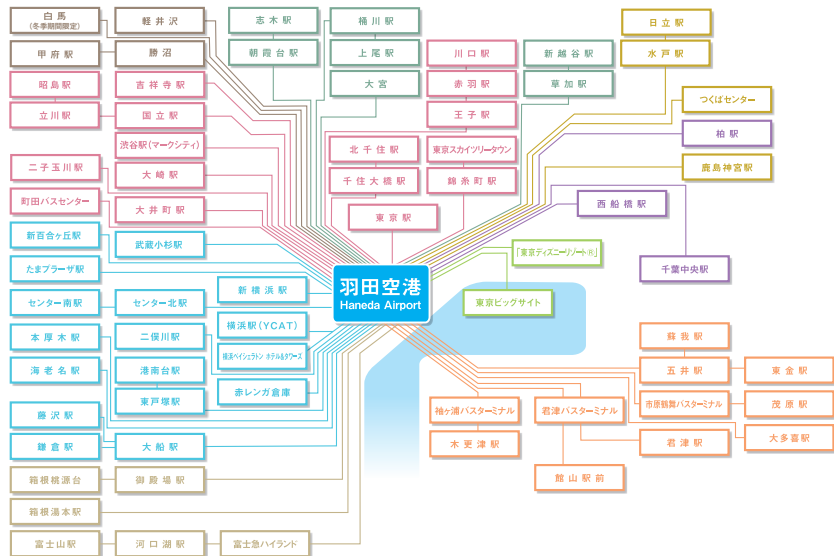 白馬
(冬季期間限定)
軽井沢
志木駅
桶川駅
日立駅
甲府駅
勝沼
朝霞台駅
上尾駅
川口駅
新越谷駅
水戸駅
昭島駅
吉祥寺駅
大宮
赤羽駅
草加駅
つくばセンター
立川駅
国立駅
王子駅
柏駅
渋谷駅(マークシティ)
北千住駅
東京スカイツリータウン
二子玉川駅
大崎駅
千住大橋駅
錦糸町駅
鹿島神宮駅
町田バスセンター
大井町駅
東京駅
西船橋駅
新百合ヶ丘駅
武蔵小杉駅
「東京ディズニーリゾート®」
たまプラーザ駅
千葉中央駅
羽田空港
Haneda Airport
新横浜駅
センター南駅
センター北駅
東京ビッグサイト
本厚木駅
二俣川駅
横浜駅(YCAT)
蘇我駅
横浜ベイシェラトン ホテル&タワーズ
海老名駅
港南台駅
五井駅
東金駅
赤レンガ倉庫
東戸塚駅
藤沢駅
袖ヶ浦バスターミナル
君津バスターミナル
市原鶴舞バスターミナル
茂原駅
鎌倉駅
大船駅
木更津駅
君津駅
大多喜駅
箱根桃源台
御殿場駅
館山駅前
箱根湯本駅
富士山駅
河口湖駅
富士急ハイランド